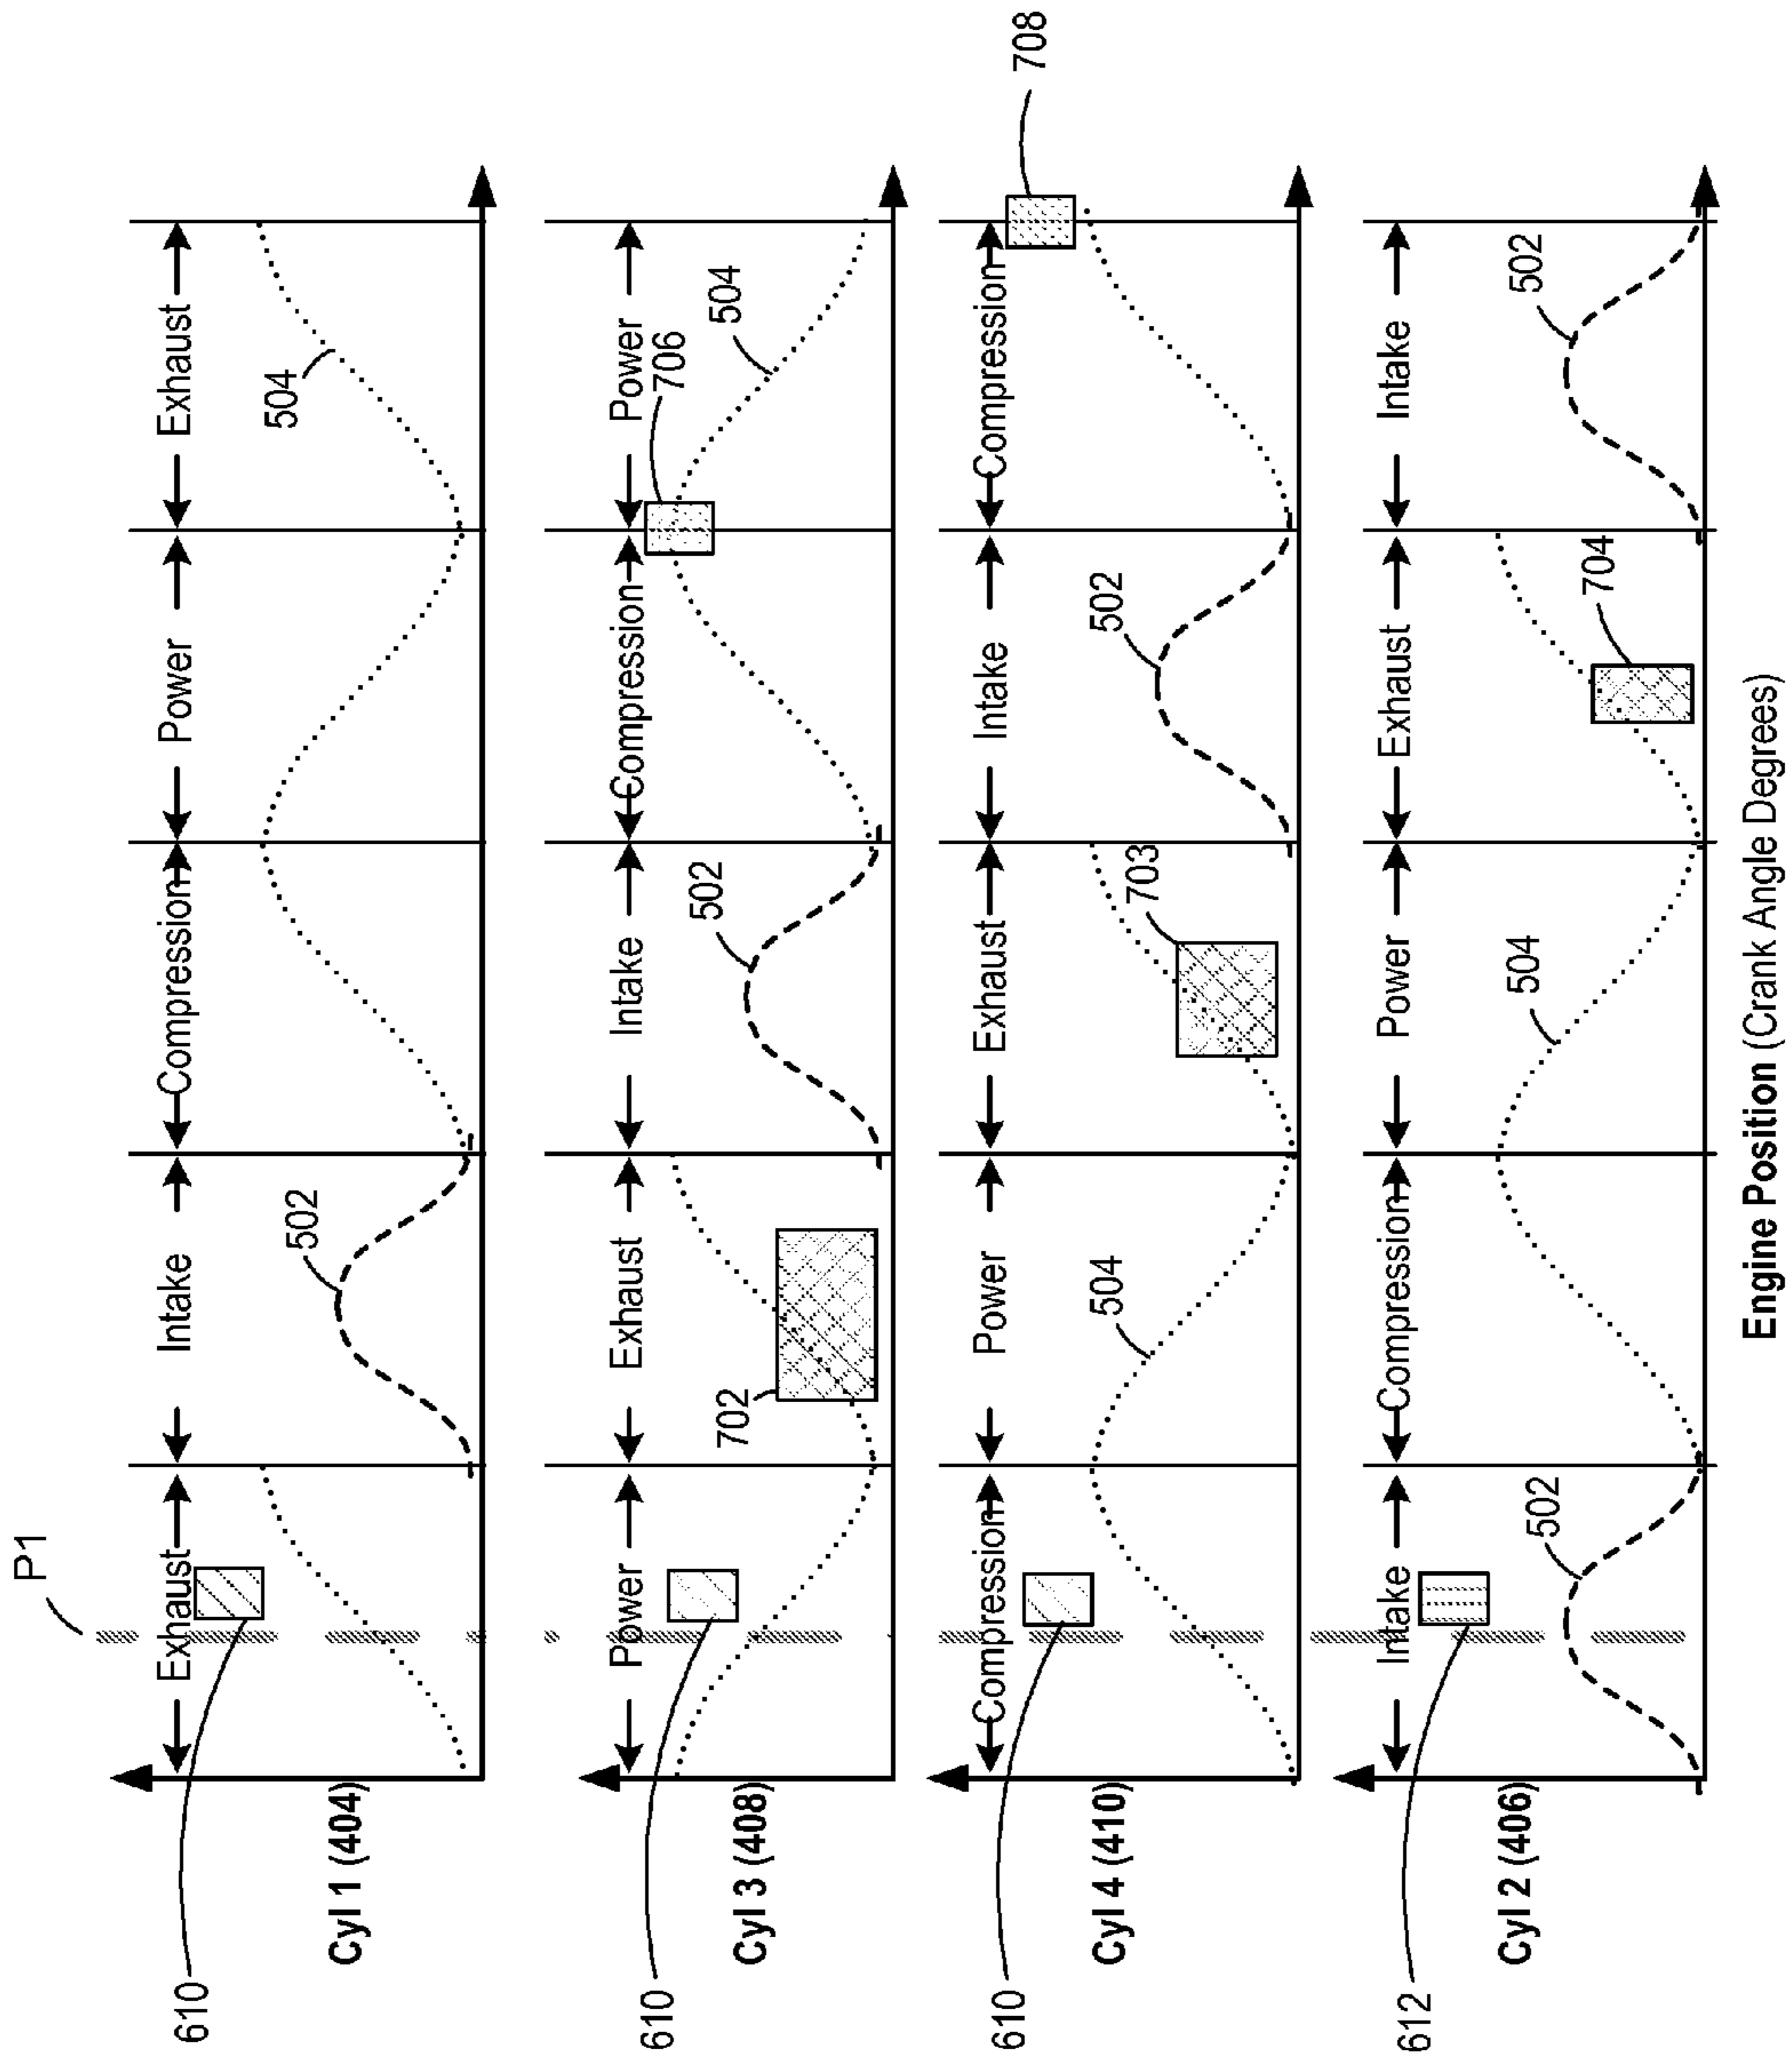 P1
Exhaust Intake Compression Power Exhaust
610
502
504
Cyl 1 (404)
Power Exhaust Intake Compression Power
610
702
502
706
504
Cyl 3 (408)
Compression Power Exhaust Intake Compression
610
504
703
502
708
Cyl 4 (410)
Intake Compression Power Exhaust Intake
612
502
504
704
502
Cyl 2 (406)
Engine Position (Crank Angle Degrees)